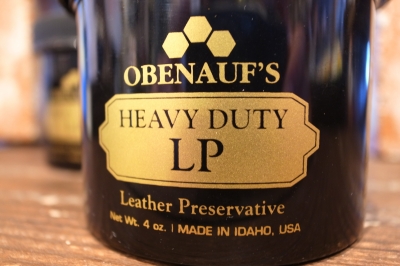 OBENAUF'S
HEAVY DUTY
LP
Leather Preservative
Net Wt. 4 oz. | MADE IN IDAHO, USA